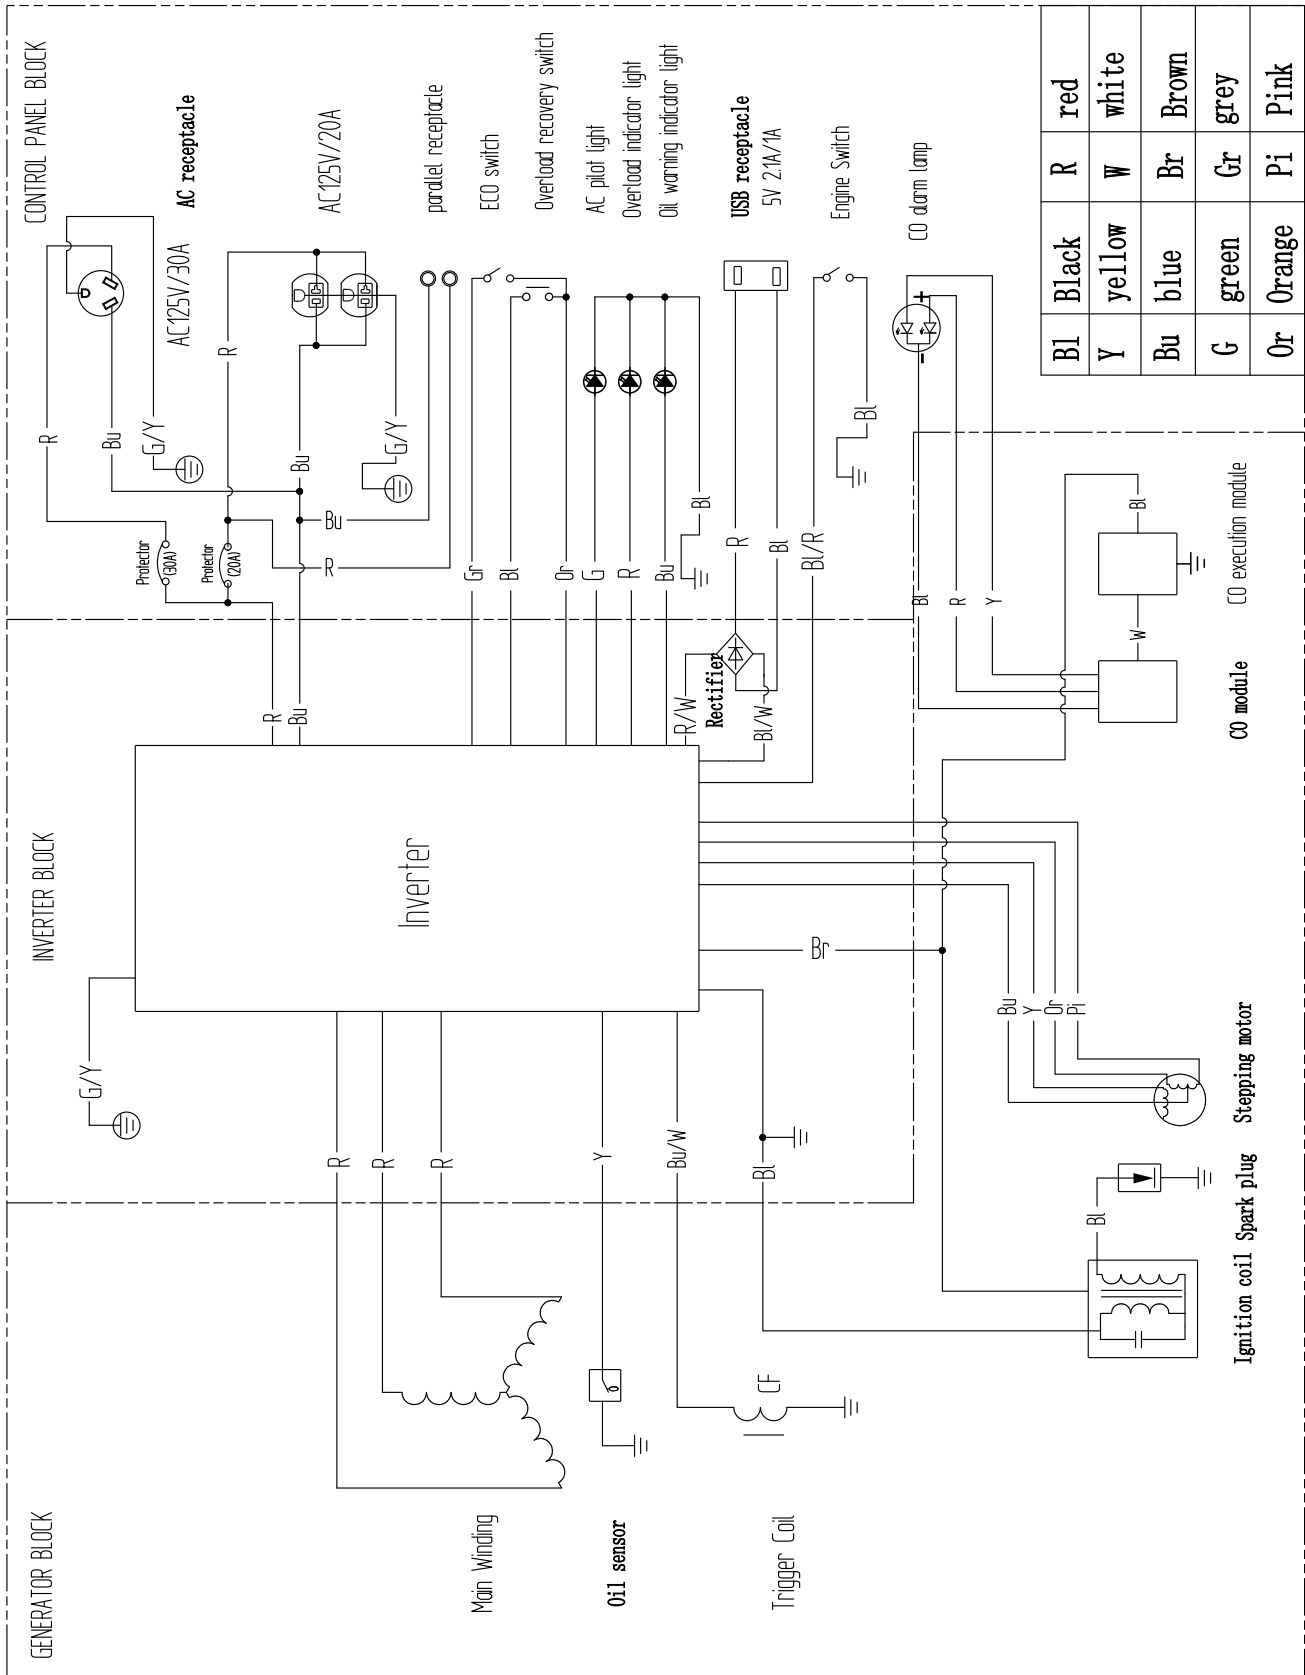 GENERATOR BLOCK
INVERTER BLOCK
CONTROL PANEL BLOCK
G/Y
R
Bu
G/Y
R
Protector
(30A)
Protector
(20A)
AC receptacle
AC125V/30A
R
Bu
AC125V/20A
G/Y
R
Bu
Bu
R
parallel receptacle
ECO switch
Overload recovery switch
AC pilot light
Overload indicator light
Oil warning indicator light
Gr
Bl
Or
G
R
Bu
Bl
USB receptacle
5V 2.1A/1A
R
Bl
R/W
Rectifier
Bl/W
Engine Switch
Bl/R
Bl
CO alarm lamp
+
-
Bl
R
Y
Inverter
R
R
R
Y
Bu/W
Bl
Br
Main Winding
Oil sensor
CF
Trigger Coil
Bu
Y
Or
Pi
Bl
W
Bl
Ignition coil
Spark plug
Stepping motor
CO module
CO execution module
Bl Black R red
Y yellow W white
Bu blue Br Brown
G green Gr grey
Or Orange Pi Pink